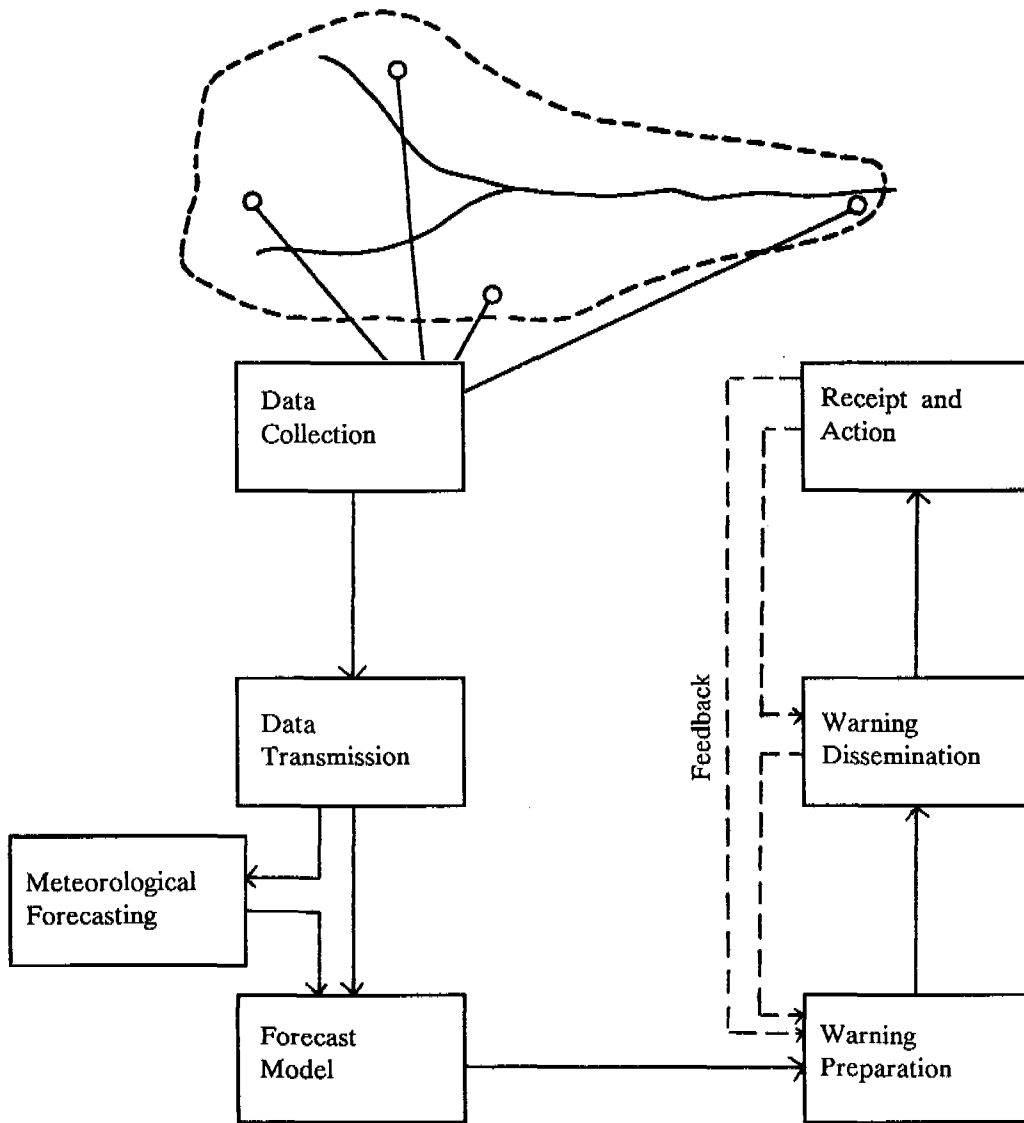 Data
Collection
Receipt and
Action
Data
Transmission
Feedback
Warning
Dissemination
Meteorological
Forecasting
Forecast
Model
Warning
Preparation